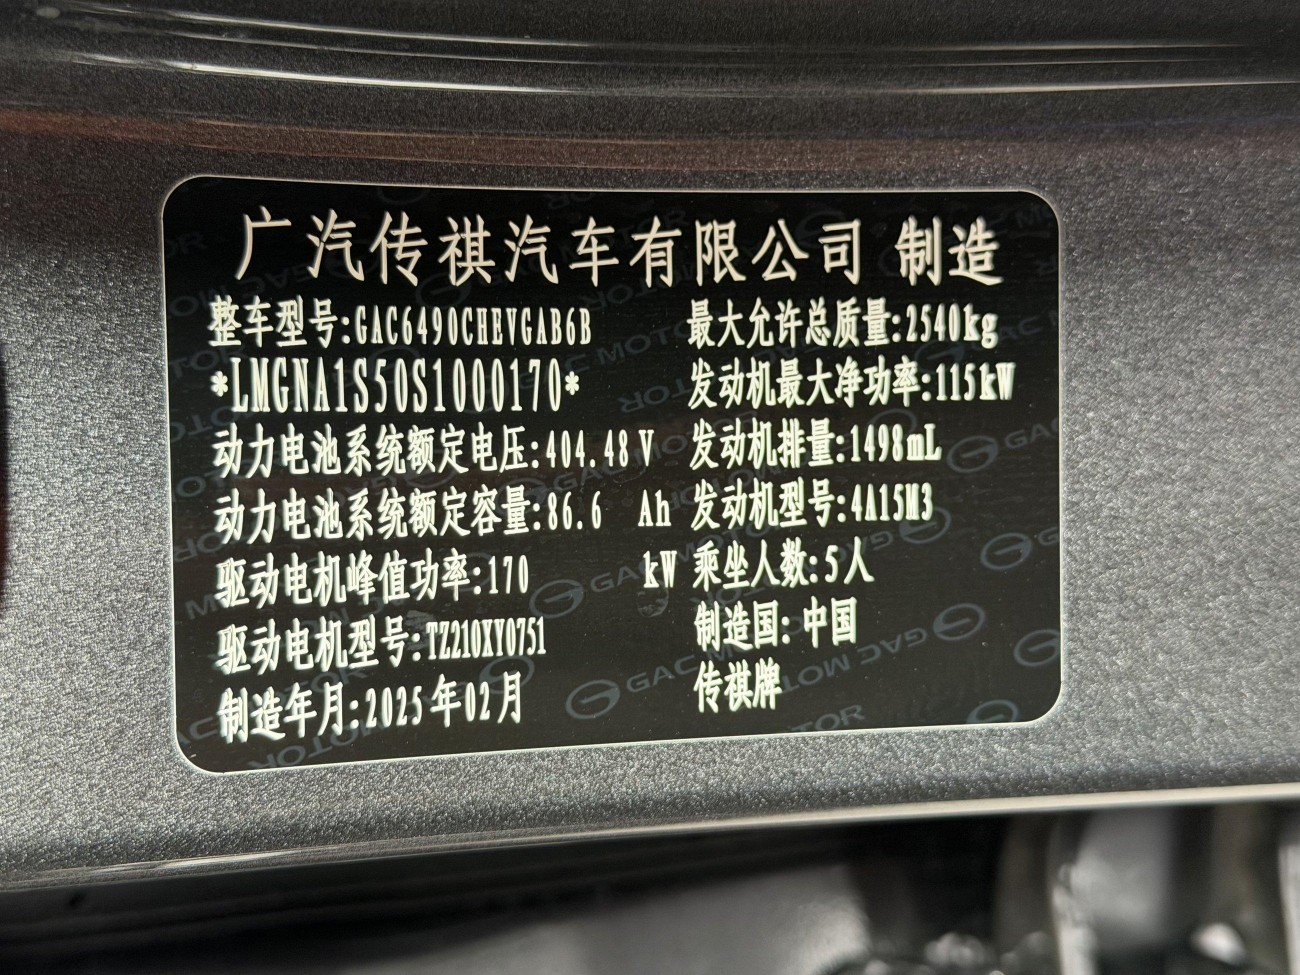 广汽传祺汽车有限公司 制造
整车型号:GAC6490CHEVGAB6B
*LMGNA1S50S1000170*
动力电池系统额定电压:404.48 V
动力电池系统额定容量:86.6 Ah
驱动电机峰值功率:170 kW
驱动电机型号:TZ210XY0751
制造年月:2025年02月
最大允许总质量:2540kg
发动机最大净功率:115kW
发动机排量:1498mL
发动机型号:4A15M3
乘坐人数:5人
制造国:中国
传祺牌
GAC MOTOR